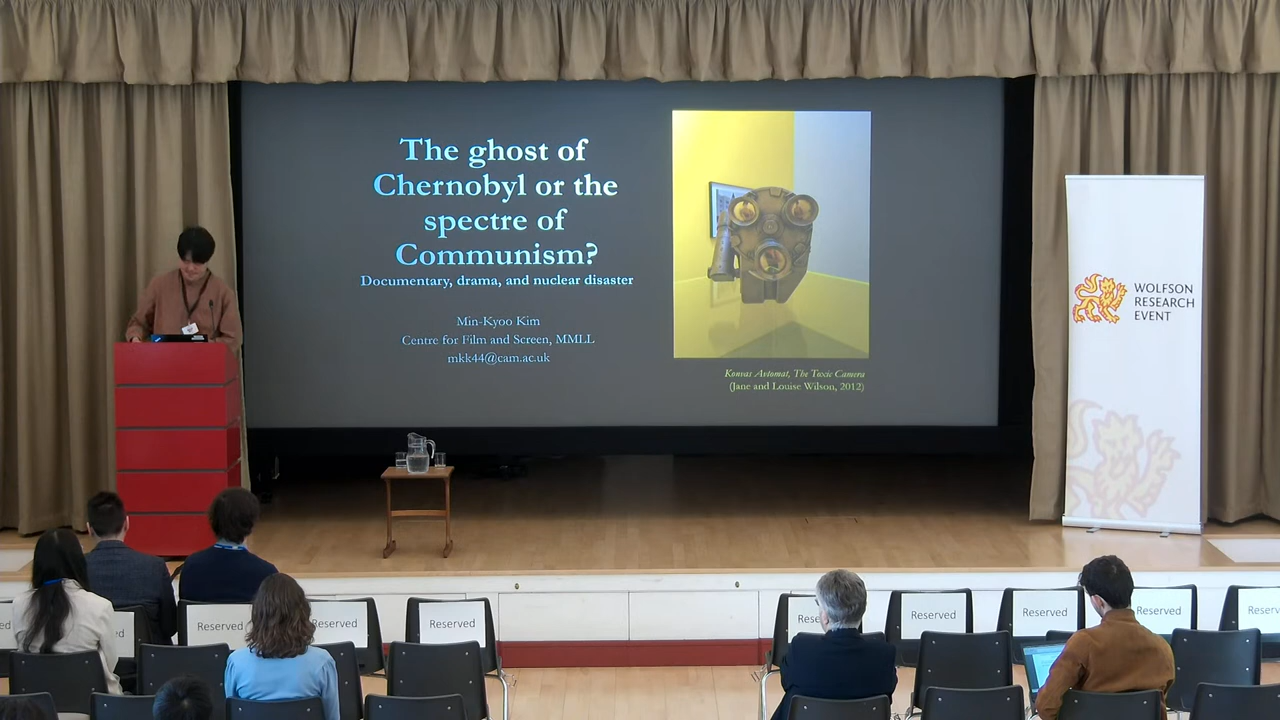 The ghost of
Chernobyl or the
spectre of
Communism?
Documentary, drama, and nuclear disaster
Min-Kyoo Kim
Centre for Film and Screen, MMLL
mkk44@cam.ac.uk
Konvas Avtomat, The Toxic Camera
(Jane and Louise Wilson, 2012)
WOLFSON
RESEARCH
EVENT
Reserved
Reserved
Reserved
Reserved
Reserved
Reserved